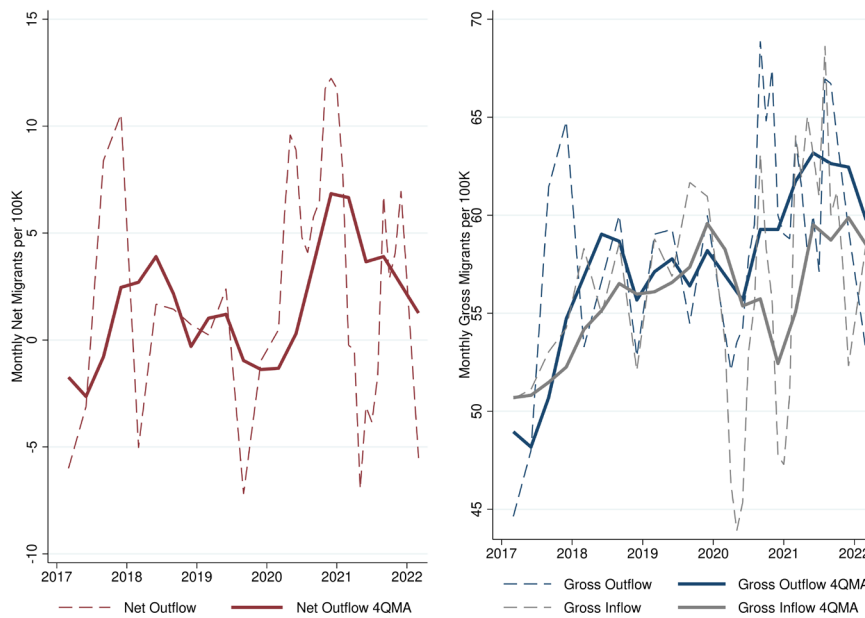 Monthly Net Migrants per 100K
15
10
5
0
-5
-10
2017 2018 2019 2020 2021 2022
Net Outflow Net Outflow 4QMA
Monthly Gross Migrants per 100K
70
65
60
55
50
45
2017 2018 2019 2020 2021 2022
Gross Outflow Gross Outflow 4QMA
Gross Inflow Gross Inflow 4QMA